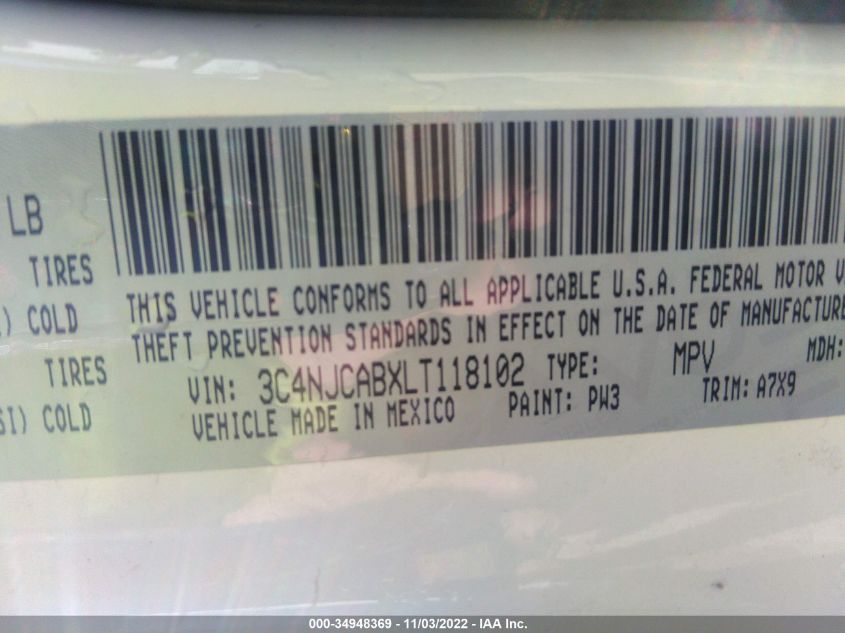 LB
TIRES
) COLD
TIRES
SI) COLD
THIS VEHICLE CONFORMS TO ALL APPLICABLE U.S.A. FEDERAL MOTOR V
THEFT PREVENTION STANDARDS IN EFFECT ON THE DATE OF MANUFACTURE
VIN: 3C4NJCABXLT118102 TYPE: MPV MDH:
VEHICLE MADE IN MEXICO PAINT: PW3 TRIM: A7X9
000-34948369 - 11/03/2022 - IAA Inc.